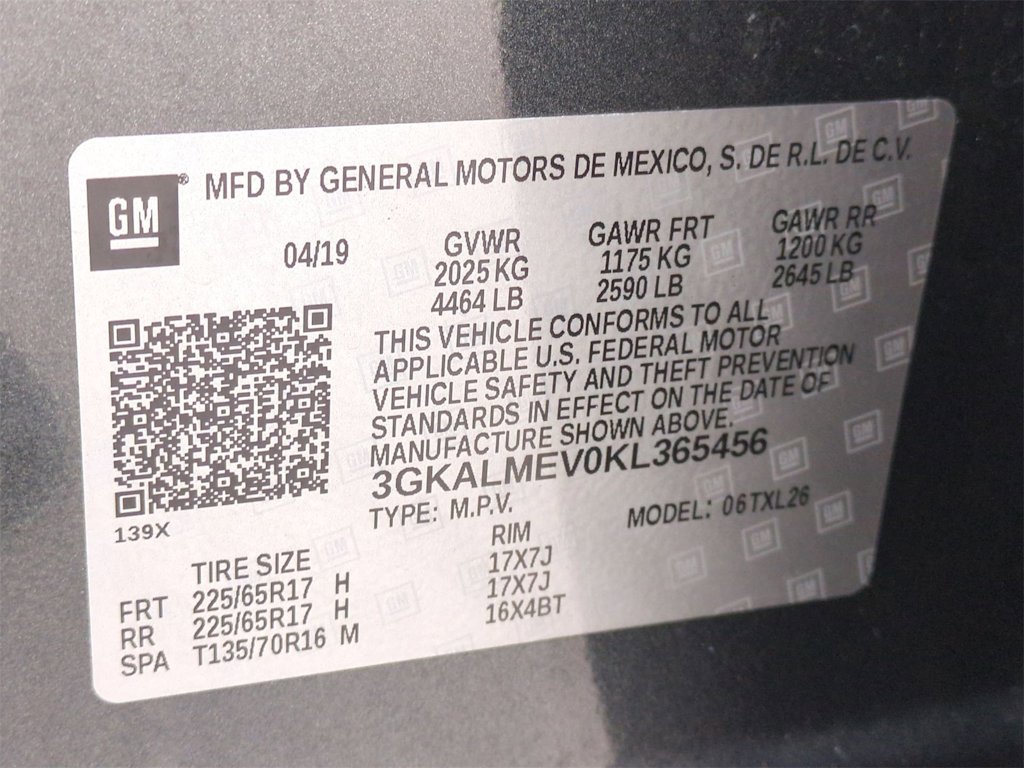 GM ® MFD BY GENERAL MOTORS DE MEXICO, S. DE R.L. DE C.V.
04/19
GVWR GAWR FRT GAWR RR
2025 KG 1175 KG 1200 KG
4464 LB 2590 LB 2645 LB
THIS VEHICLE CONFORMS TO ALL
APPLICABLE U.S. FEDERAL MOTOR
VEHICLE SAFETY AND THEFT PREVENTION
STANDARDS IN EFFECT ON THE DATE OF
MANUFACTURE SHOWN ABOVE.
3GKALMEV0KL365456
TYPE: M.P.V. MODEL: 06TXL26
139X
TIRE SIZE RIM
FRT 225/65R17 H 17X7J
RR 225/65R17 H 17X7J
SPA T135/70R16 M 16X4BT